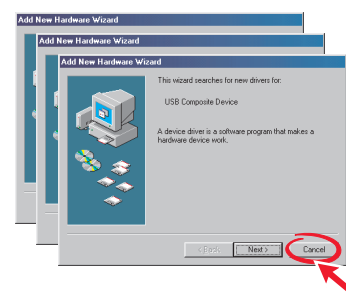 Add New Hardware Wizard
Add New Hardware Wizard
Add New Hardware Wiz
This wizard searches for new drivers for:
USB Composite Device
A device driver is a software program that makes a
hardware device work.
< Back
Next >
Cancel